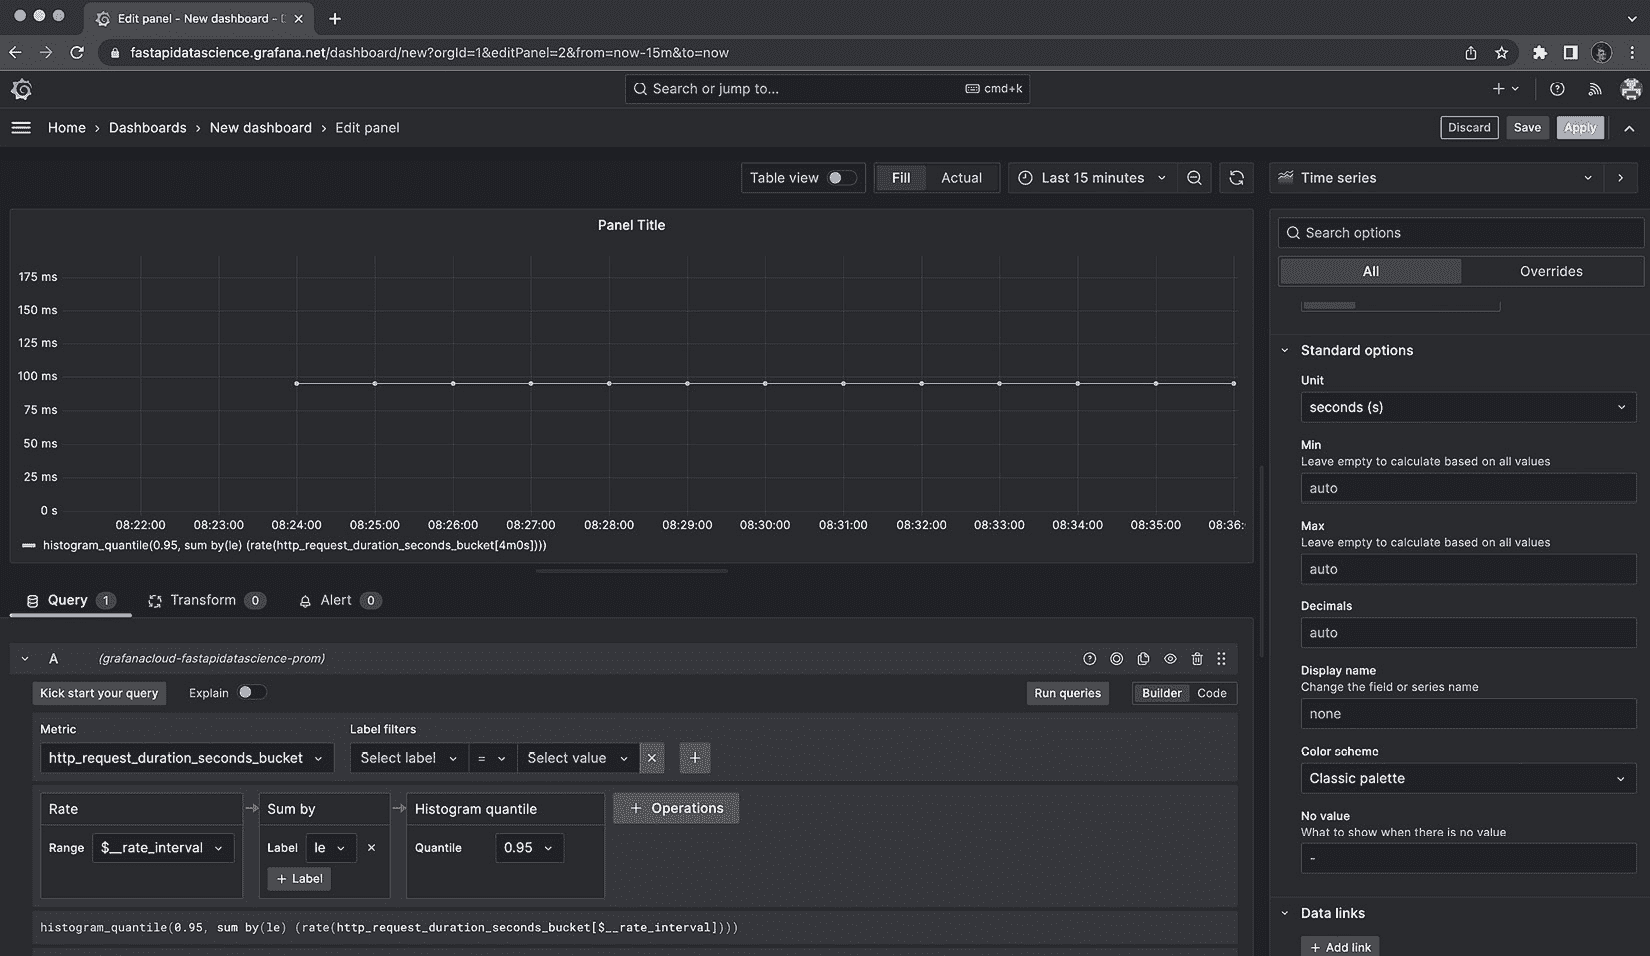 Edit panel - New dashboard -
fastapidatascience.grafana.net/dashboard/new?orgId=1&editPanel=2&from=now-15m&to=now
Search or jump to... cmd+k
Home › Dashboards › New dashboard › Edit panel
Discard Save Apply
Table view Fill Actual Last 15 minutes Time series
Panel Title
175 ms
150 ms
125 ms
100 ms
75 ms
50 ms
25 ms
0 s
08:22:00 08:23:00 08:24:00 08:25:00 08:26:00 08:27:00 08:28:00 08:29:00 08:30:00 08:31:00 08:32:00 08:33:00 08:34:00 08:35:00 08:36:
histogram_quantile(0.95, sum by(le) (rate(http_request_duration_seconds_bucket[4m0s])))
Query 1 Transform 0 Alert 0
A (grafanacloud-fastapidatascience-prom)
Kick start your query Explain Run queries Builder Code
Metric Label filters
http_request_duration_seconds_bucket Select label = Select value × +
Rate Sum by Histogram quantile + Operations
Range $__rate_interval Label le × Quantile 0.95
+ Label
histogram_quantile(0.95, sum by(le) (rate(http_request_duration_seconds_bucket[$__rate_interval])))
Search options
All Overrides
Standard options
Unit
seconds (s)
Min
Leave empty to calculate based on all values
auto
Max
Leave empty to calculate based on all values
auto
Decimals
auto
Display name
Change the field or series name
none
Color scheme
Classic palette
No value
What to show when there is no value
-
Data links
+ Add link